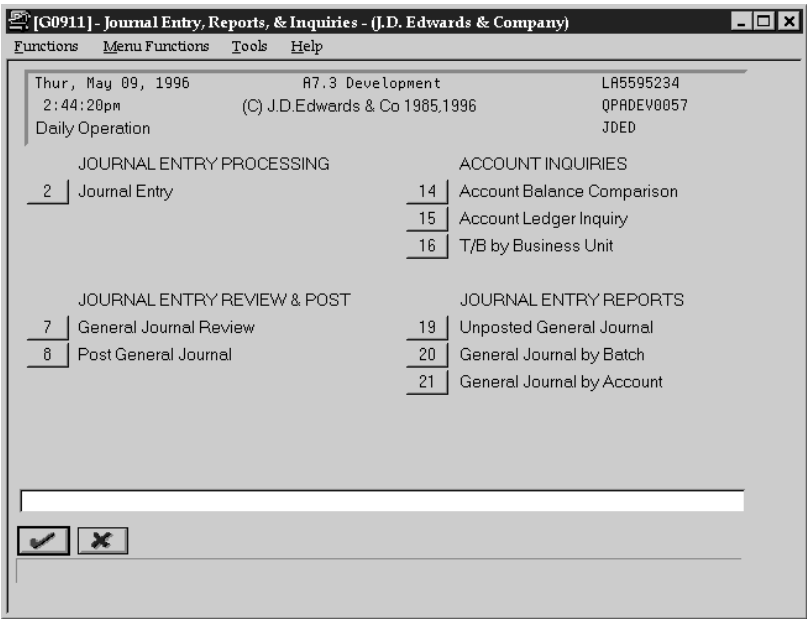 [G0911] - Journal Entry, Reports, & Inquiries - (J.D. Edwards & Company)
Functions Menu Functions Tools Help
Thur, May 09, 1996 A7.3 Development LA5595234
2:44:20pm (C) J.D.Edwards & Co 1985,1996 QPADEV0057
Daily Operation JDED
JOURNAL ENTRY PROCESSING ACCOUNT INQUIRIES
2 Journal Entry 14 Account Balance Comparison
15 Account Ledger Inquiry
16 T/B by Business Unit
JOURNAL ENTRY REVIEW & POST JOURNAL ENTRY REPORTS
7 General Journal Review 19 Unposted General Journal
8 Post General Journal 20 General Journal by Batch
21 General Journal by Account